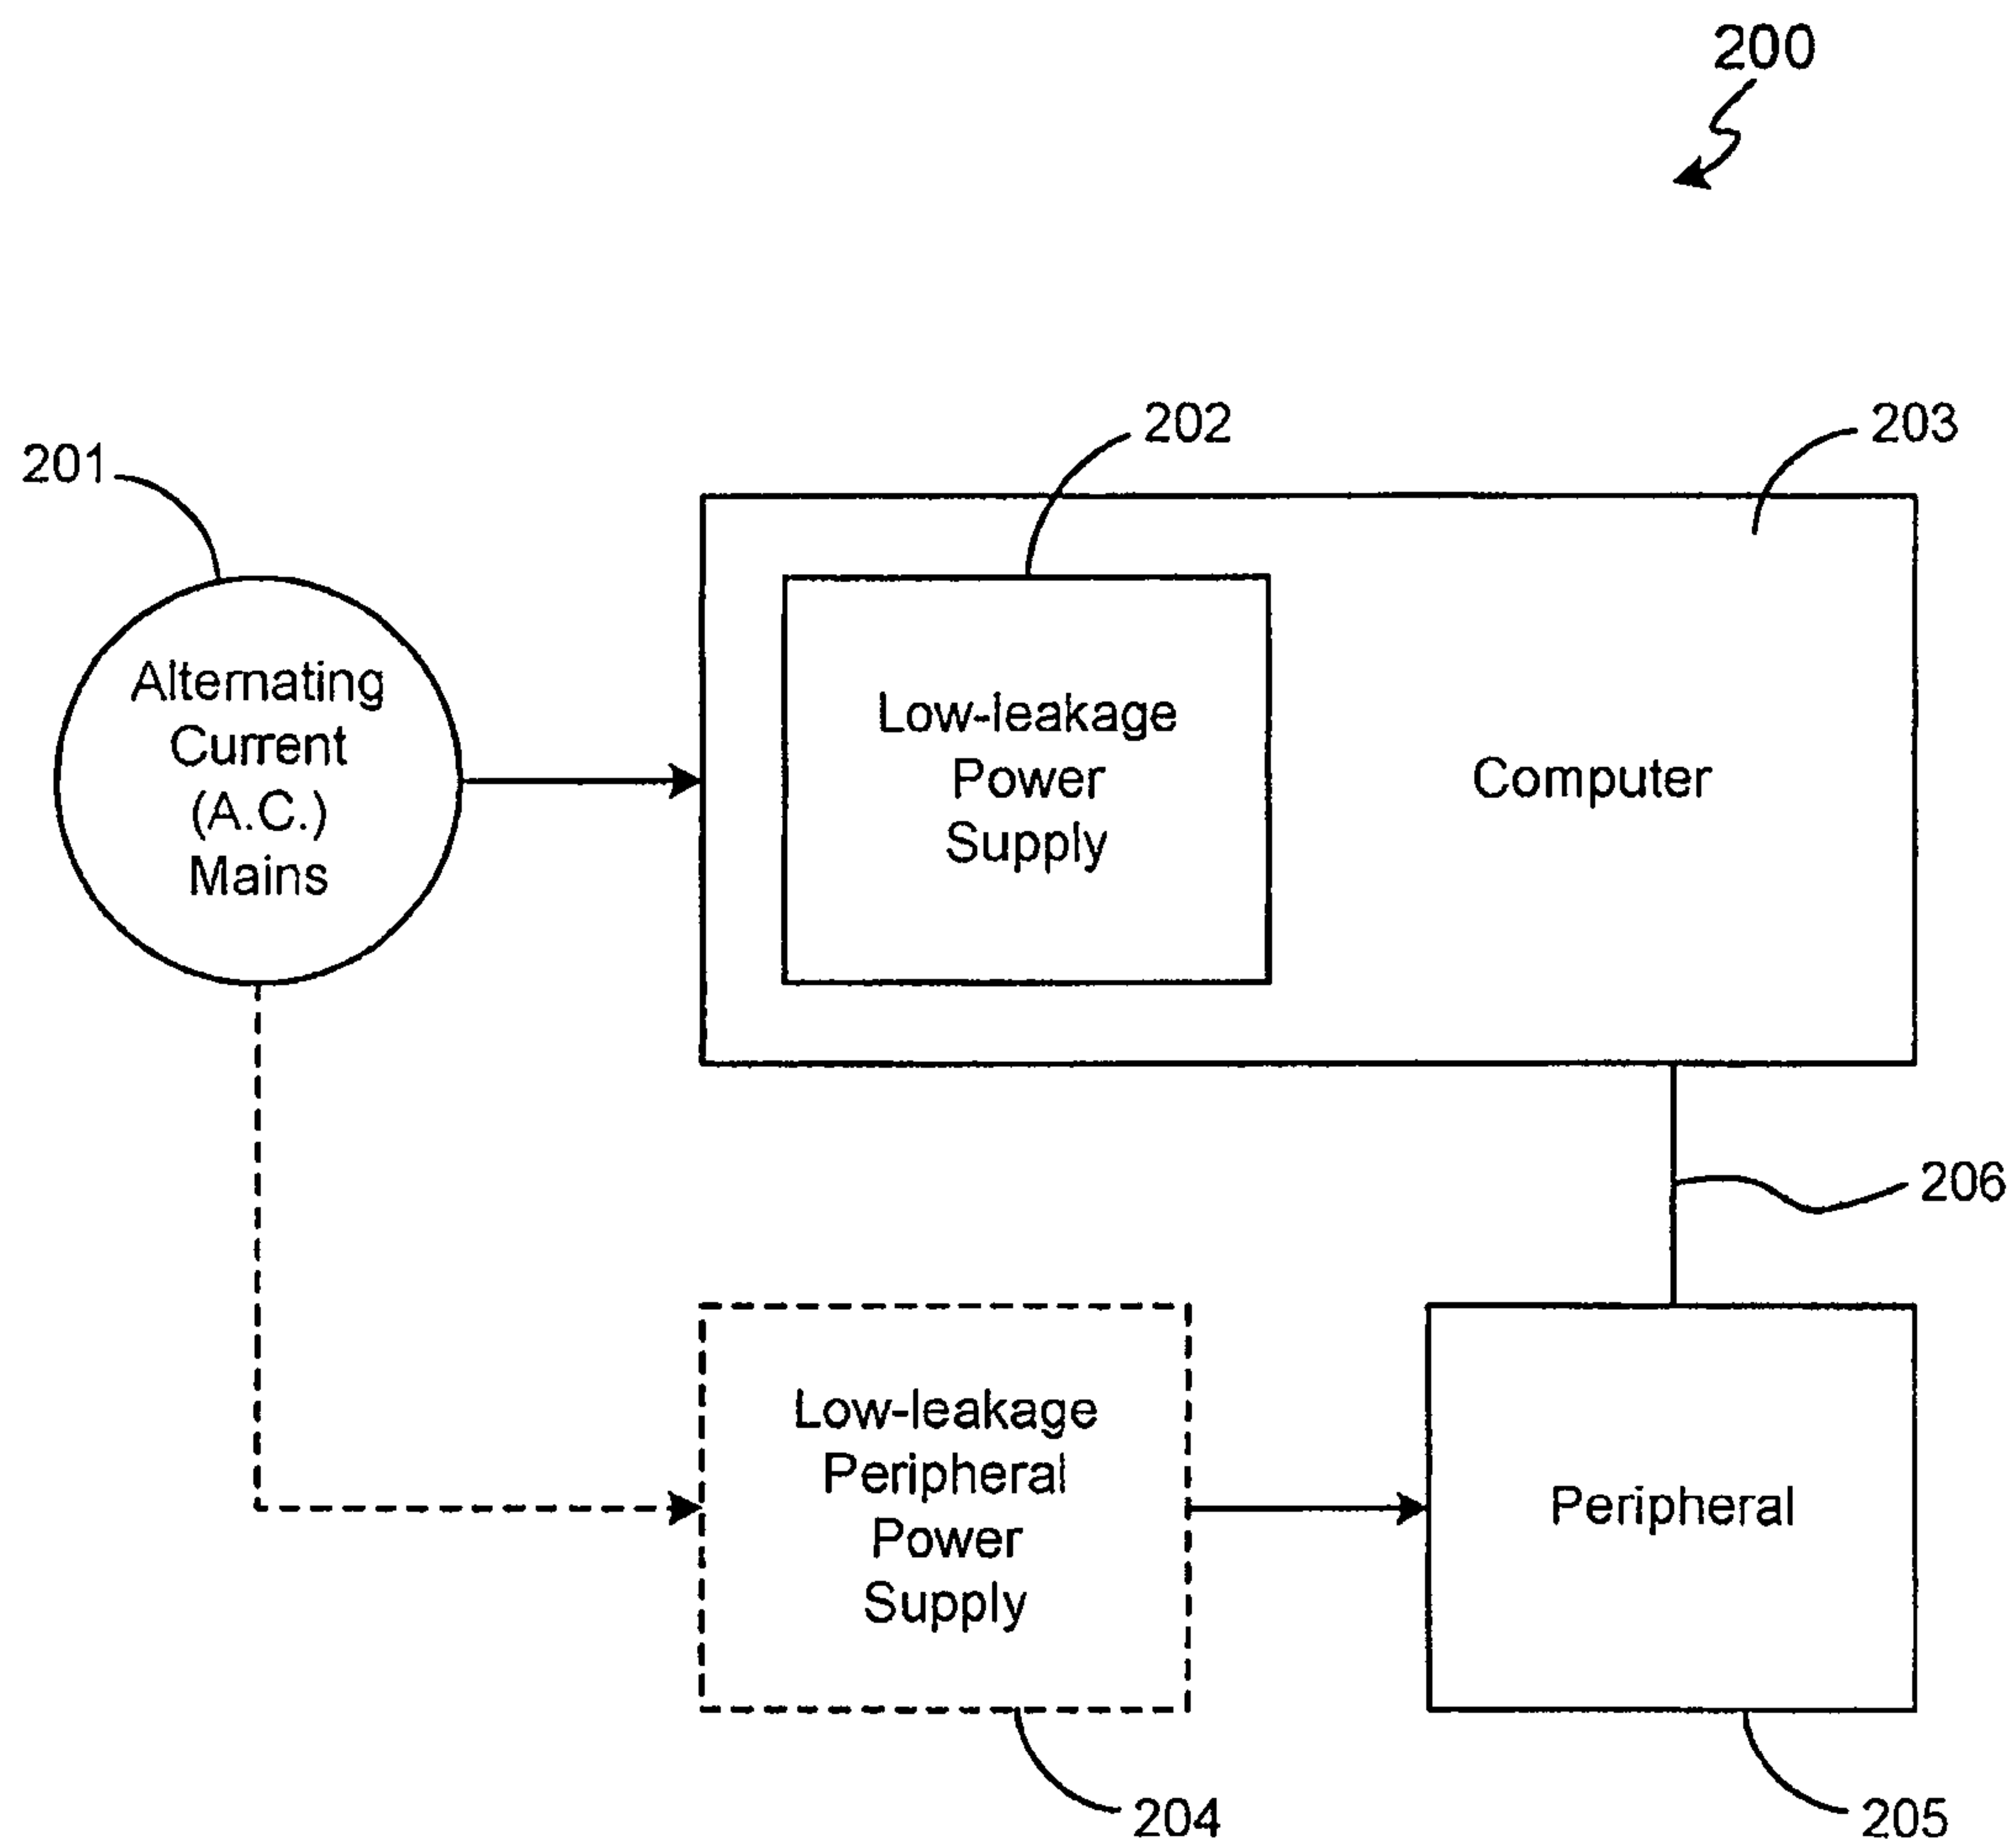 200
202
203
201
Alternating
Current
(A.C.)
Mains
Low-leakage
Power
Supply
Computer
206
Low-leakage
Peripheral
Power
Supply
Peripheral
204
205